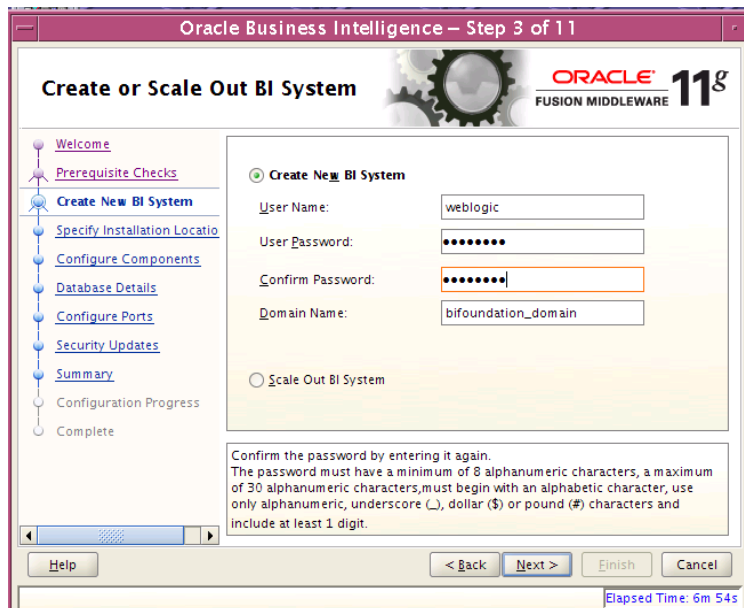 Oracle Business Intelligence – Step 3 of 11
Create or Scale Out BI System
ORACLE
FUSION MIDDLEWARE
11g
Welcome
Prerequisite Checks
Create New BI System
Specify Installation Locatio
Configure Components
Database Details
Configure Ports
Security Updates
Summary
Configuration Progress
Complete
Create New BI System
User Name:
weblogic
User Password:
••••••••
Confirm Password:
••••••••
Domain Name:
bifoundation_domain
Scale Out BI System
Confirm the password by entering it again.
The password must have a minimum of 8 alphanumeric characters, a maximum
of 30 alphanumeric characters,must begin with an alphabetic character, use
only alphanumeric, underscore (_), dollar ($) or pound (#) characters and
include at least 1 digit.
Help
< Back
Next >
Finish
Cancel
Elapsed Time: 6m 54s